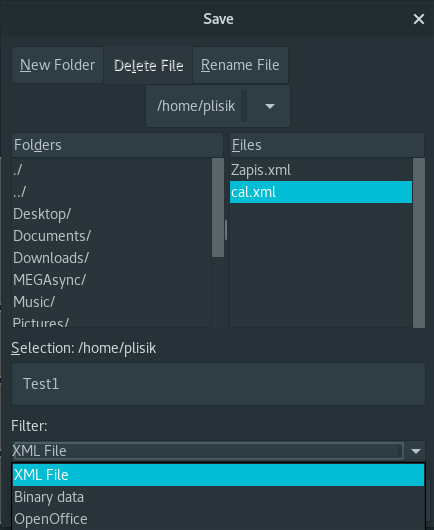 Save
New Folder
Delete File
Rename File
/home/plisik
Folders
./
../
Desktop/
Documents/
Downloads/
MEGAsync/
Music/
Pictures/
Files
Zapis.xml
cal.xml
Selection: /home/plisik
Test1
Filter:
XML File
XML File
Binary data
OpenOffice